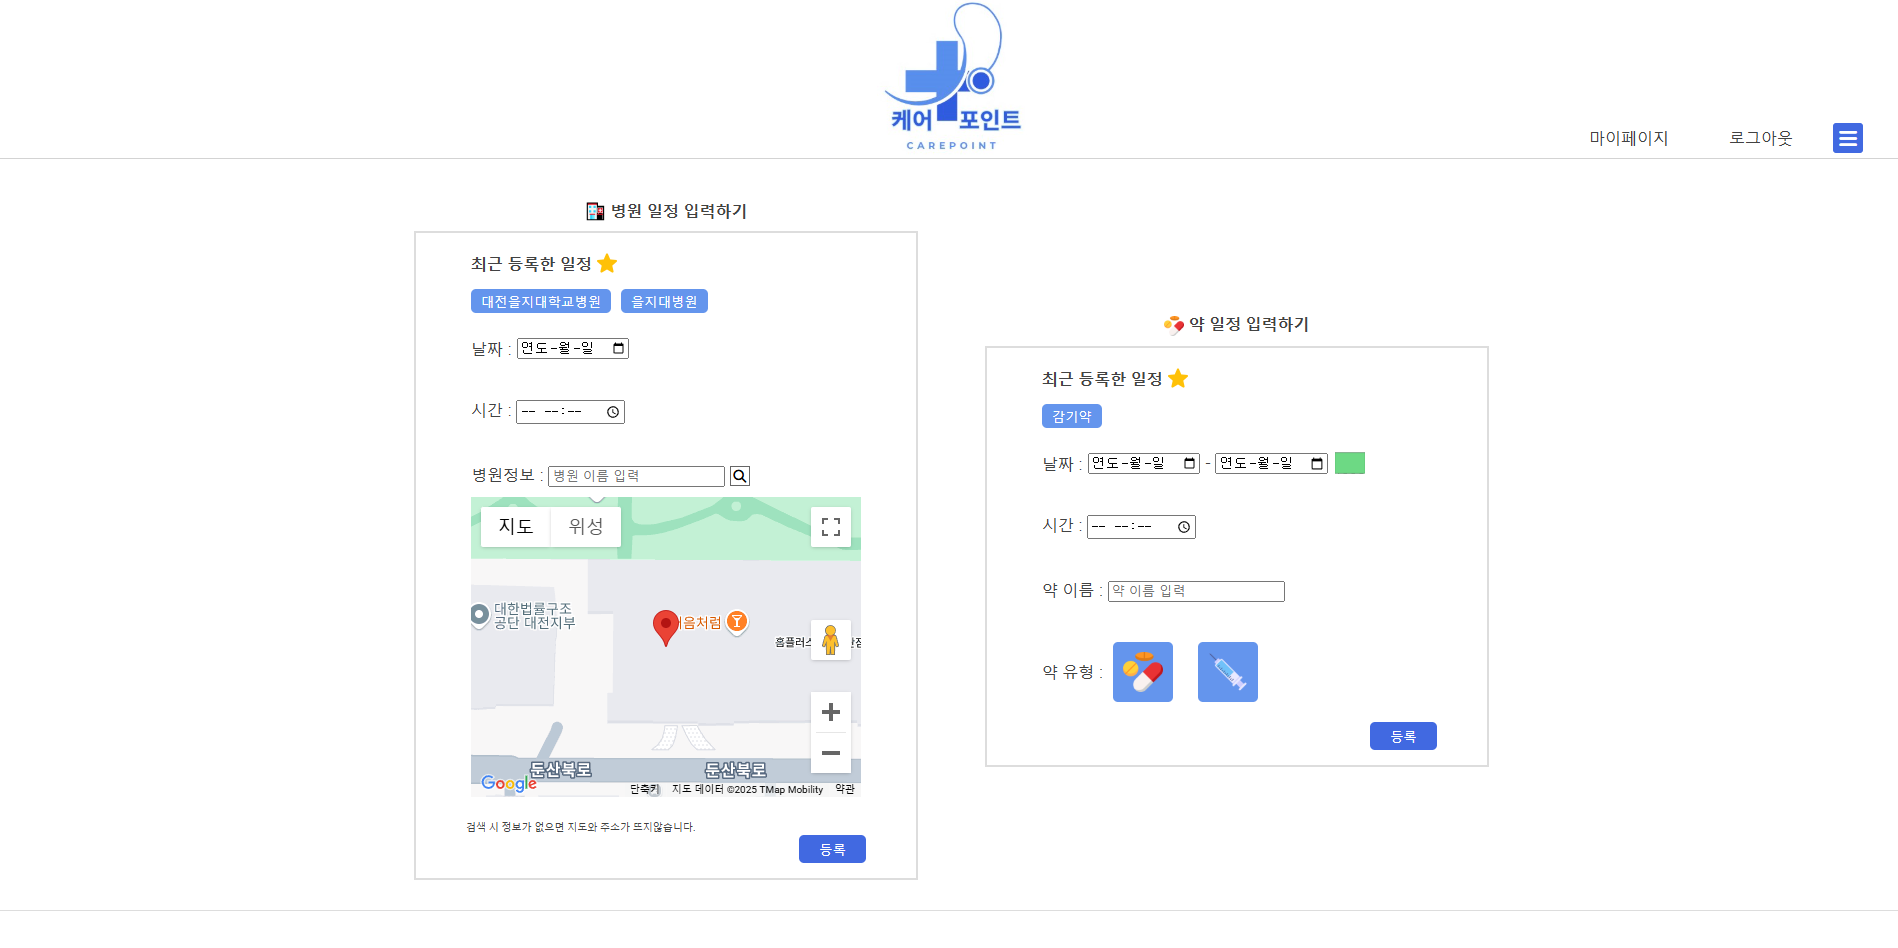 케어 포인트
CAREPOINT
마이페이지 로그아웃
병원 일정 입력하기
최근 등록한 일정
대전을지대학교병원 을지대병원
날짜 : 연도-월-일
시간 : -- --:--
병원정보 : 병원 이름 입력
지도 위성
대한법률구조
공단 대전지부
음처럼
홈플러스
둔산북로 둔산북로
Google
단축키 지도 데이터 ©2025 TMap Mobility 약관
검색 시 정보가 없으면 지도와 주소가 뜨지않습니다.
등록
약 일정 입력하기
최근 등록한 일정
감기약
날짜 : 연도-월-일 - 연도-월-일
시간 : -- --:--
약 이름 : 약 이름 입력
약 유형 :
등록